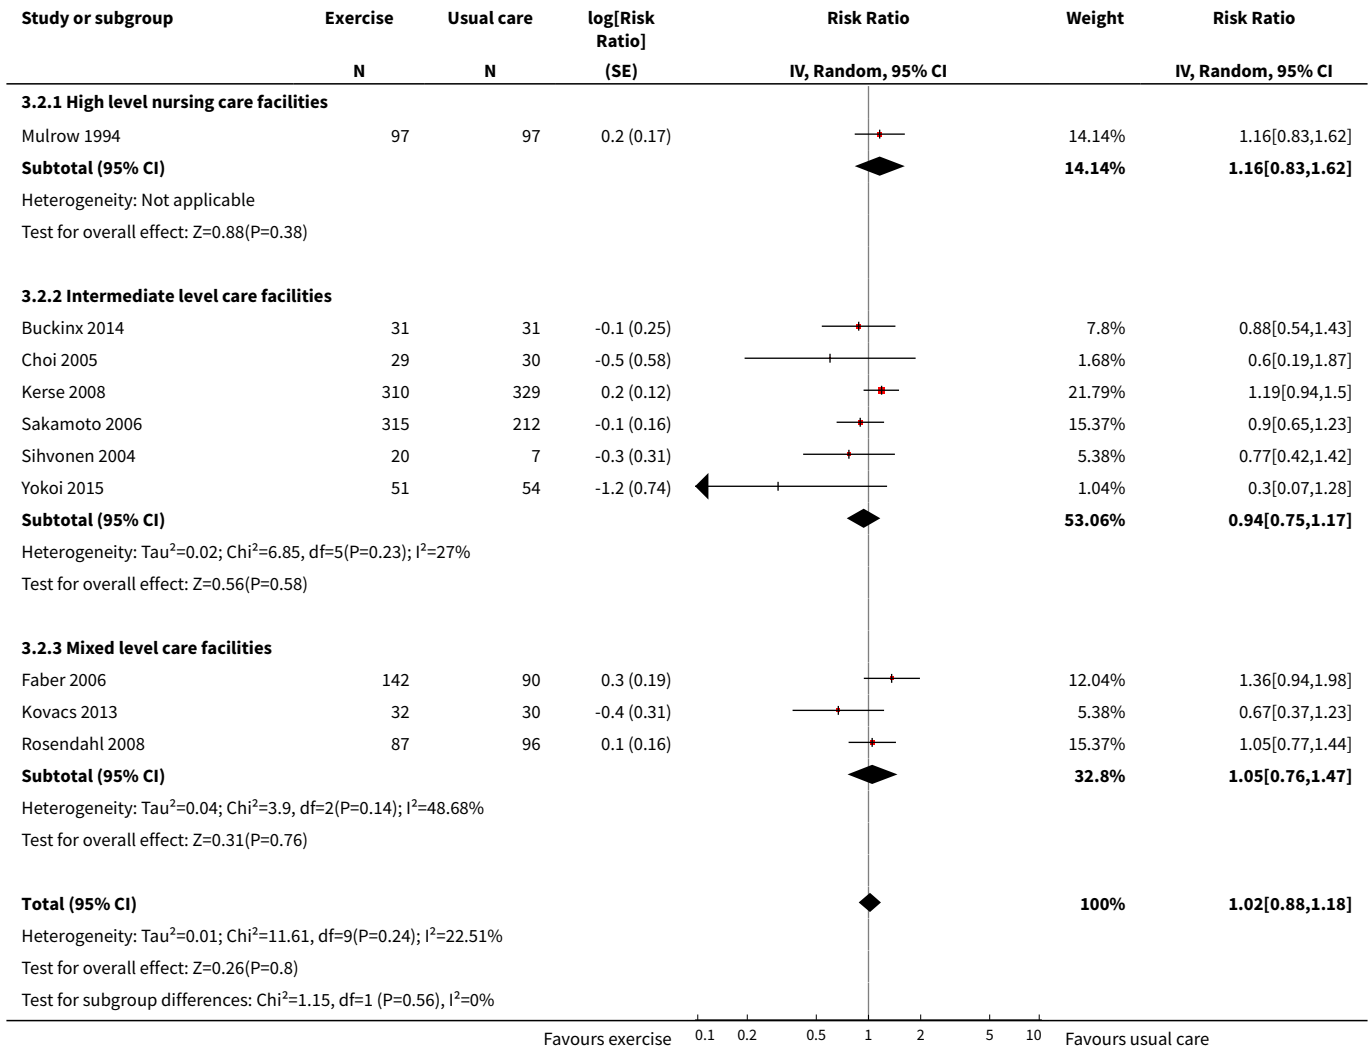 Study or subgroup Exercise Usual care log[Risk Ratio] Risk Ratio Weight Risk Ratio
N N (SE) IV, Random, 95% CI IV, Random, 95% CI
3.2.1 High level nursing care facilities
Mulrow 1994 97 97 0.2 (0.17) 14.14% 1.16[0.83,1.62]
Subtotal (95% CI) 14.14% 1.16[0.83,1.62]
Heterogeneity: Not applicable
Test for overall effect: Z=0.88(P=0.38)
3.2.2 Intermediate level care facilities
Buckinx 2014 31 31 -0.1 (0.25) 7.8% 0.88[0.54,1.43]
Choi 2005 29 30 -0.5 (0.58) 1.68% 0.6[0.19,1.87]
Kerse 2008 310 329 0.2 (0.12) 21.79% 1.19[0.94,1.5]
Sakamoto 2006 315 212 -0.1 (0.16) 15.37% 0.9[0.65,1.23]
Sihvonen 2004 20 7 -0.3 (0.31) 5.38% 0.77[0.42,1.42]
Yokoi 2015 51 54 -1.2 (0.74) 1.04% 0.3[0.07,1.28]
Subtotal (95% CI) 53.06% 0.94[0.75,1.17]
Heterogeneity: Tau²=0.02; Chi²=6.85, df=5(P=0.23); I²=27%
Test for overall effect: Z=0.56(P=0.58)
3.2.3 Mixed level care facilities
Faber 2006 142 90 0.3 (0.19) 12.04% 1.36[0.94,1.98]
Kovacs 2013 32 30 -0.4 (0.31) 5.38% 0.67[0.37,1.23]
Rosendahl 2008 87 96 0.1 (0.16) 15.37% 1.05[0.77,1.44]
Subtotal (95% CI) 32.8% 1.05[0.76,1.47]
Heterogeneity: Tau²=0.04; Chi²=3.9, df=2(P=0.14); I²=48.68%
Test for overall effect: Z=0.31(P=0.76)
Total (95% CI) 100% 1.02[0.88,1.18]
Heterogeneity: Tau²=0.01; Chi²=11.61, df=9(P=0.24); I²=22.51%
Test for overall effect: Z=0.26(P=0.8)
Test for subgroup differences: Chi²=1.15, df=1 (P=0.56), I²=0%
Favours exercise 0.1 0.2 0.5 1 2 5 10 Favours usual care